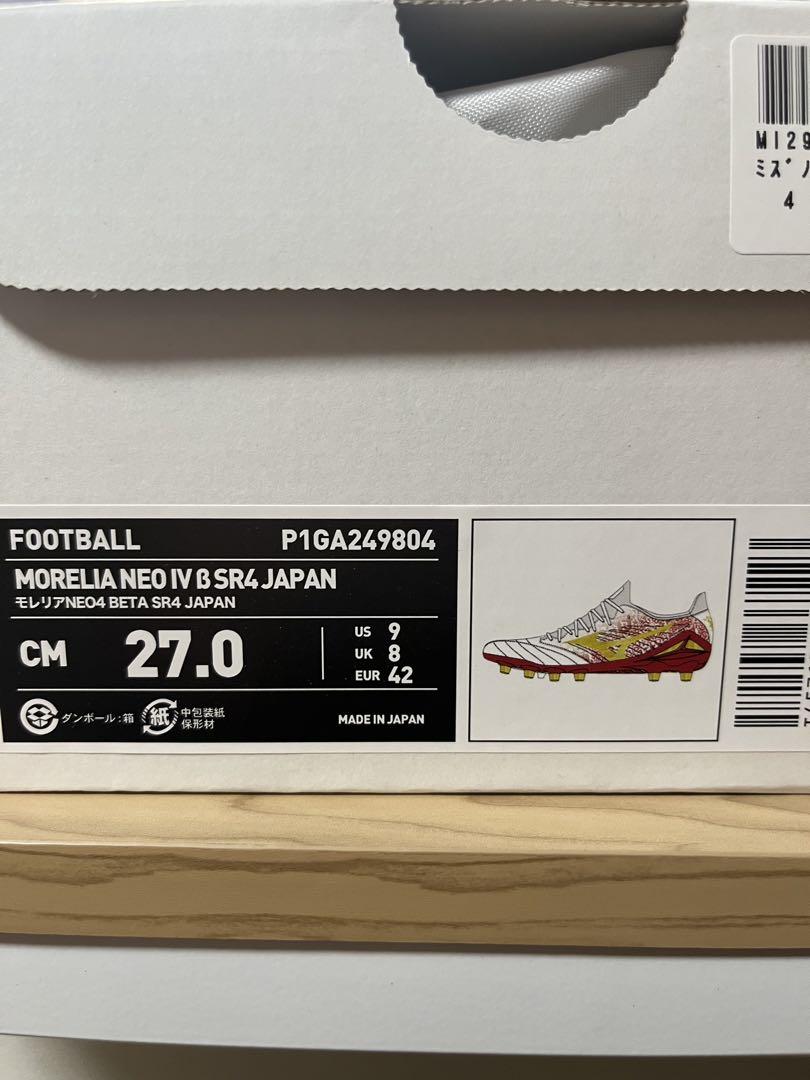 MI29
ミズノ
4
FOOTBALL P1GA249804
MORELIA NEO IV β SR4 JAPAN
モレリアNEO4 BETA SR4 JAPAN
CM 27.0
US 9
UK 8
EUR 42
ダンボール:箱
紙 中包装紙
保形材
MADE IN JAPAN